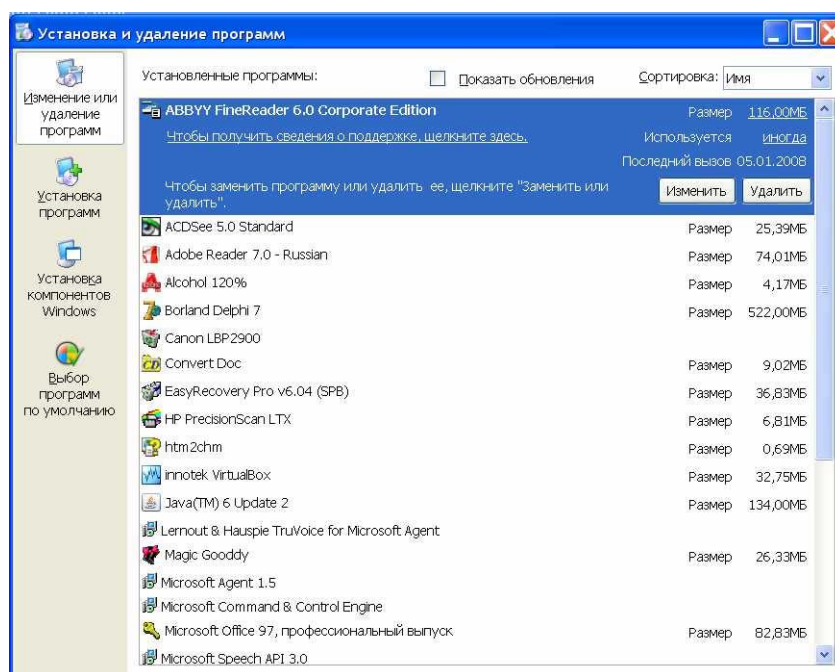 Установка и удаление программ
Изменение или
удаление
программ
Установка
программ
Установка
компонентов
Windows
Выбор
программ
по умолчанию
Установленные программы:
Показать обновления
Сортировка: Имя
ABBYY FineReader 6.0 Corporate Edition Размер 116,00МБ
Чтобы получить сведения о поддержке, щелкните здесь. Используется иногда
Последний вызов 05.01.2008
Чтобы заменить программу или удалить ее, щелкните "Заменить или
удалить".
Изменить Удалить
ACDSee 5.0 Standard Размер 25,39МБ
Adobe Reader 7.0 - Russian Размер 74,01МБ
Alcohol 120% Размер 4,17МБ
Borland Delphi 7 Размер 522,00МБ
Canon LBP2900
Convert Doc Размер 9,02МБ
EasyRecovery Pro v6.04 (SPB) Размер 36,83МБ
HP PrecisionScan LTX Размер 6,81МБ
htm2chm Размер 0,69МБ
innotek VirtualBox Размер 32,75МБ
Java(TM) 6 Update 2 Размер 134,00МБ
Lernout & Hauspie TruVoice for Microsoft Agent
Magic Gooddy Размер 26,33МБ
Microsoft Agent 1.5
Microsoft Command & Control Engine
Microsoft Office 97, профессиональный выпуск Размер 82,83МБ
Microsoft Speech API 3.0